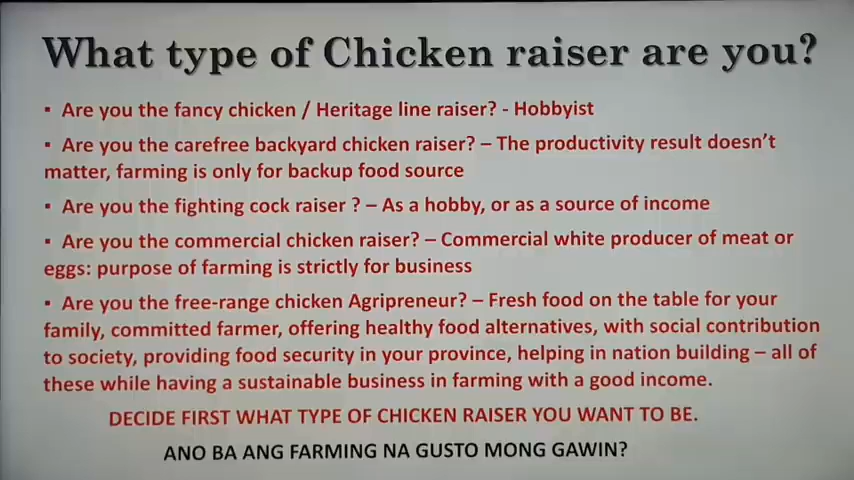 What type of Chicken raiser are you?
▪ Are you the fancy chicken / Heritage line raiser? - Hobbyist
▪ Are you the carefree backyard chicken raiser? – The productivity result doesn't
matter, farming is only for backup food source
▪ Are you the fighting cock raiser ? – As a hobby, or as a source of income
▪ Are you the commercial chicken raiser? – Commercial white producer of meat or
eggs: purpose of farming is strictly for business
▪ Are you the free-range chicken Agripreneur? – Fresh food on the table for your
family, committed farmer, offering healthy food alternatives, with social contribution
to society, providing food security in your province, helping in nation building – all of
these while having a sustainable business in farming with a good income.
DECIDE FIRST WHAT TYPE OF CHICKEN RAISER YOU WANT TO BE.
ANO BA ANG FARMING NA GUSTO MONG GAWIN?